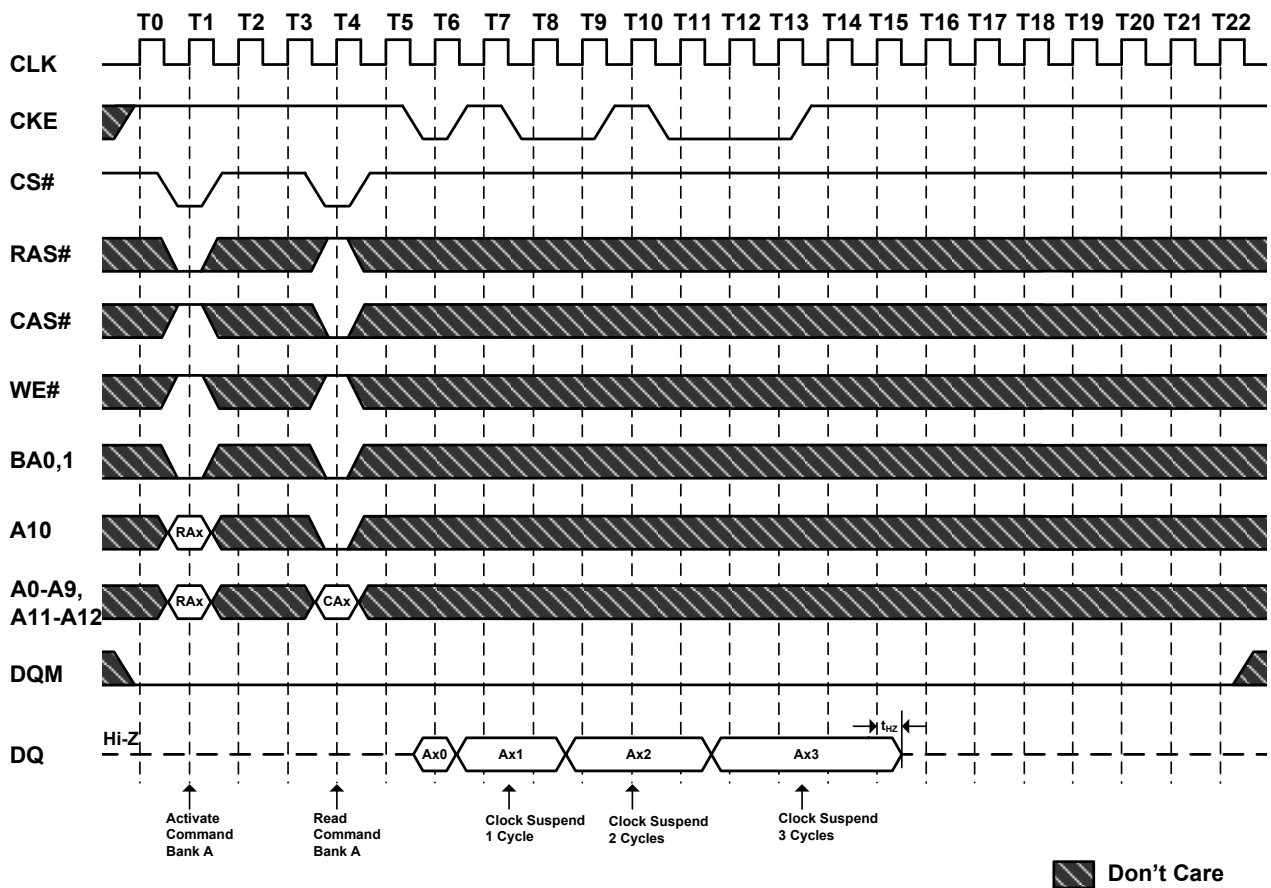 T0 T1 T2 T3 T4 T5 T6 T7 T8 T9 T10 T11 T12 T13 T14 T15 T16 T17 T18 T19 T20 T21 T22
CLK
CKE
CS#
RAS#
CAS#
WE#
BA0,1
A10
RAx
A0-A9,
A11-A12
RAx
CAx
DQM
DQ
Hi-Z
Ax0
Ax1
Ax2
Ax3
tHZ
Activate
Command
Bank A
Read
Command
Bank A
Clock Suspend
1 Cycle
Clock Suspend
2 Cycles
Clock Suspend
3 Cycles
Don't Care